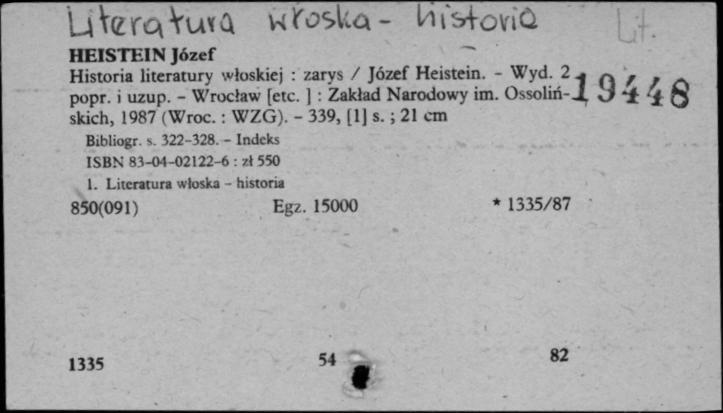 Literatura włoska - historia
Lit.
HEISTEIN Józef
Historia literatury włoskiej : zarys / Józef Heistein. - Wyd. 2
popr. i uzup. - Wrocław [etc. ] : Zakład Narodowy im. Ossoliń-
19448
skich, 1987 (Wroc. : WZG). - 339, [1] s. ; 21 cm
Bibliogr. s. 322-328. - Indeks
ISBN 83-04-02122-6 : zł 550
1. Literatura włoska - historia
850(091) Egz. 15000 * 1335/87
1335 54 82